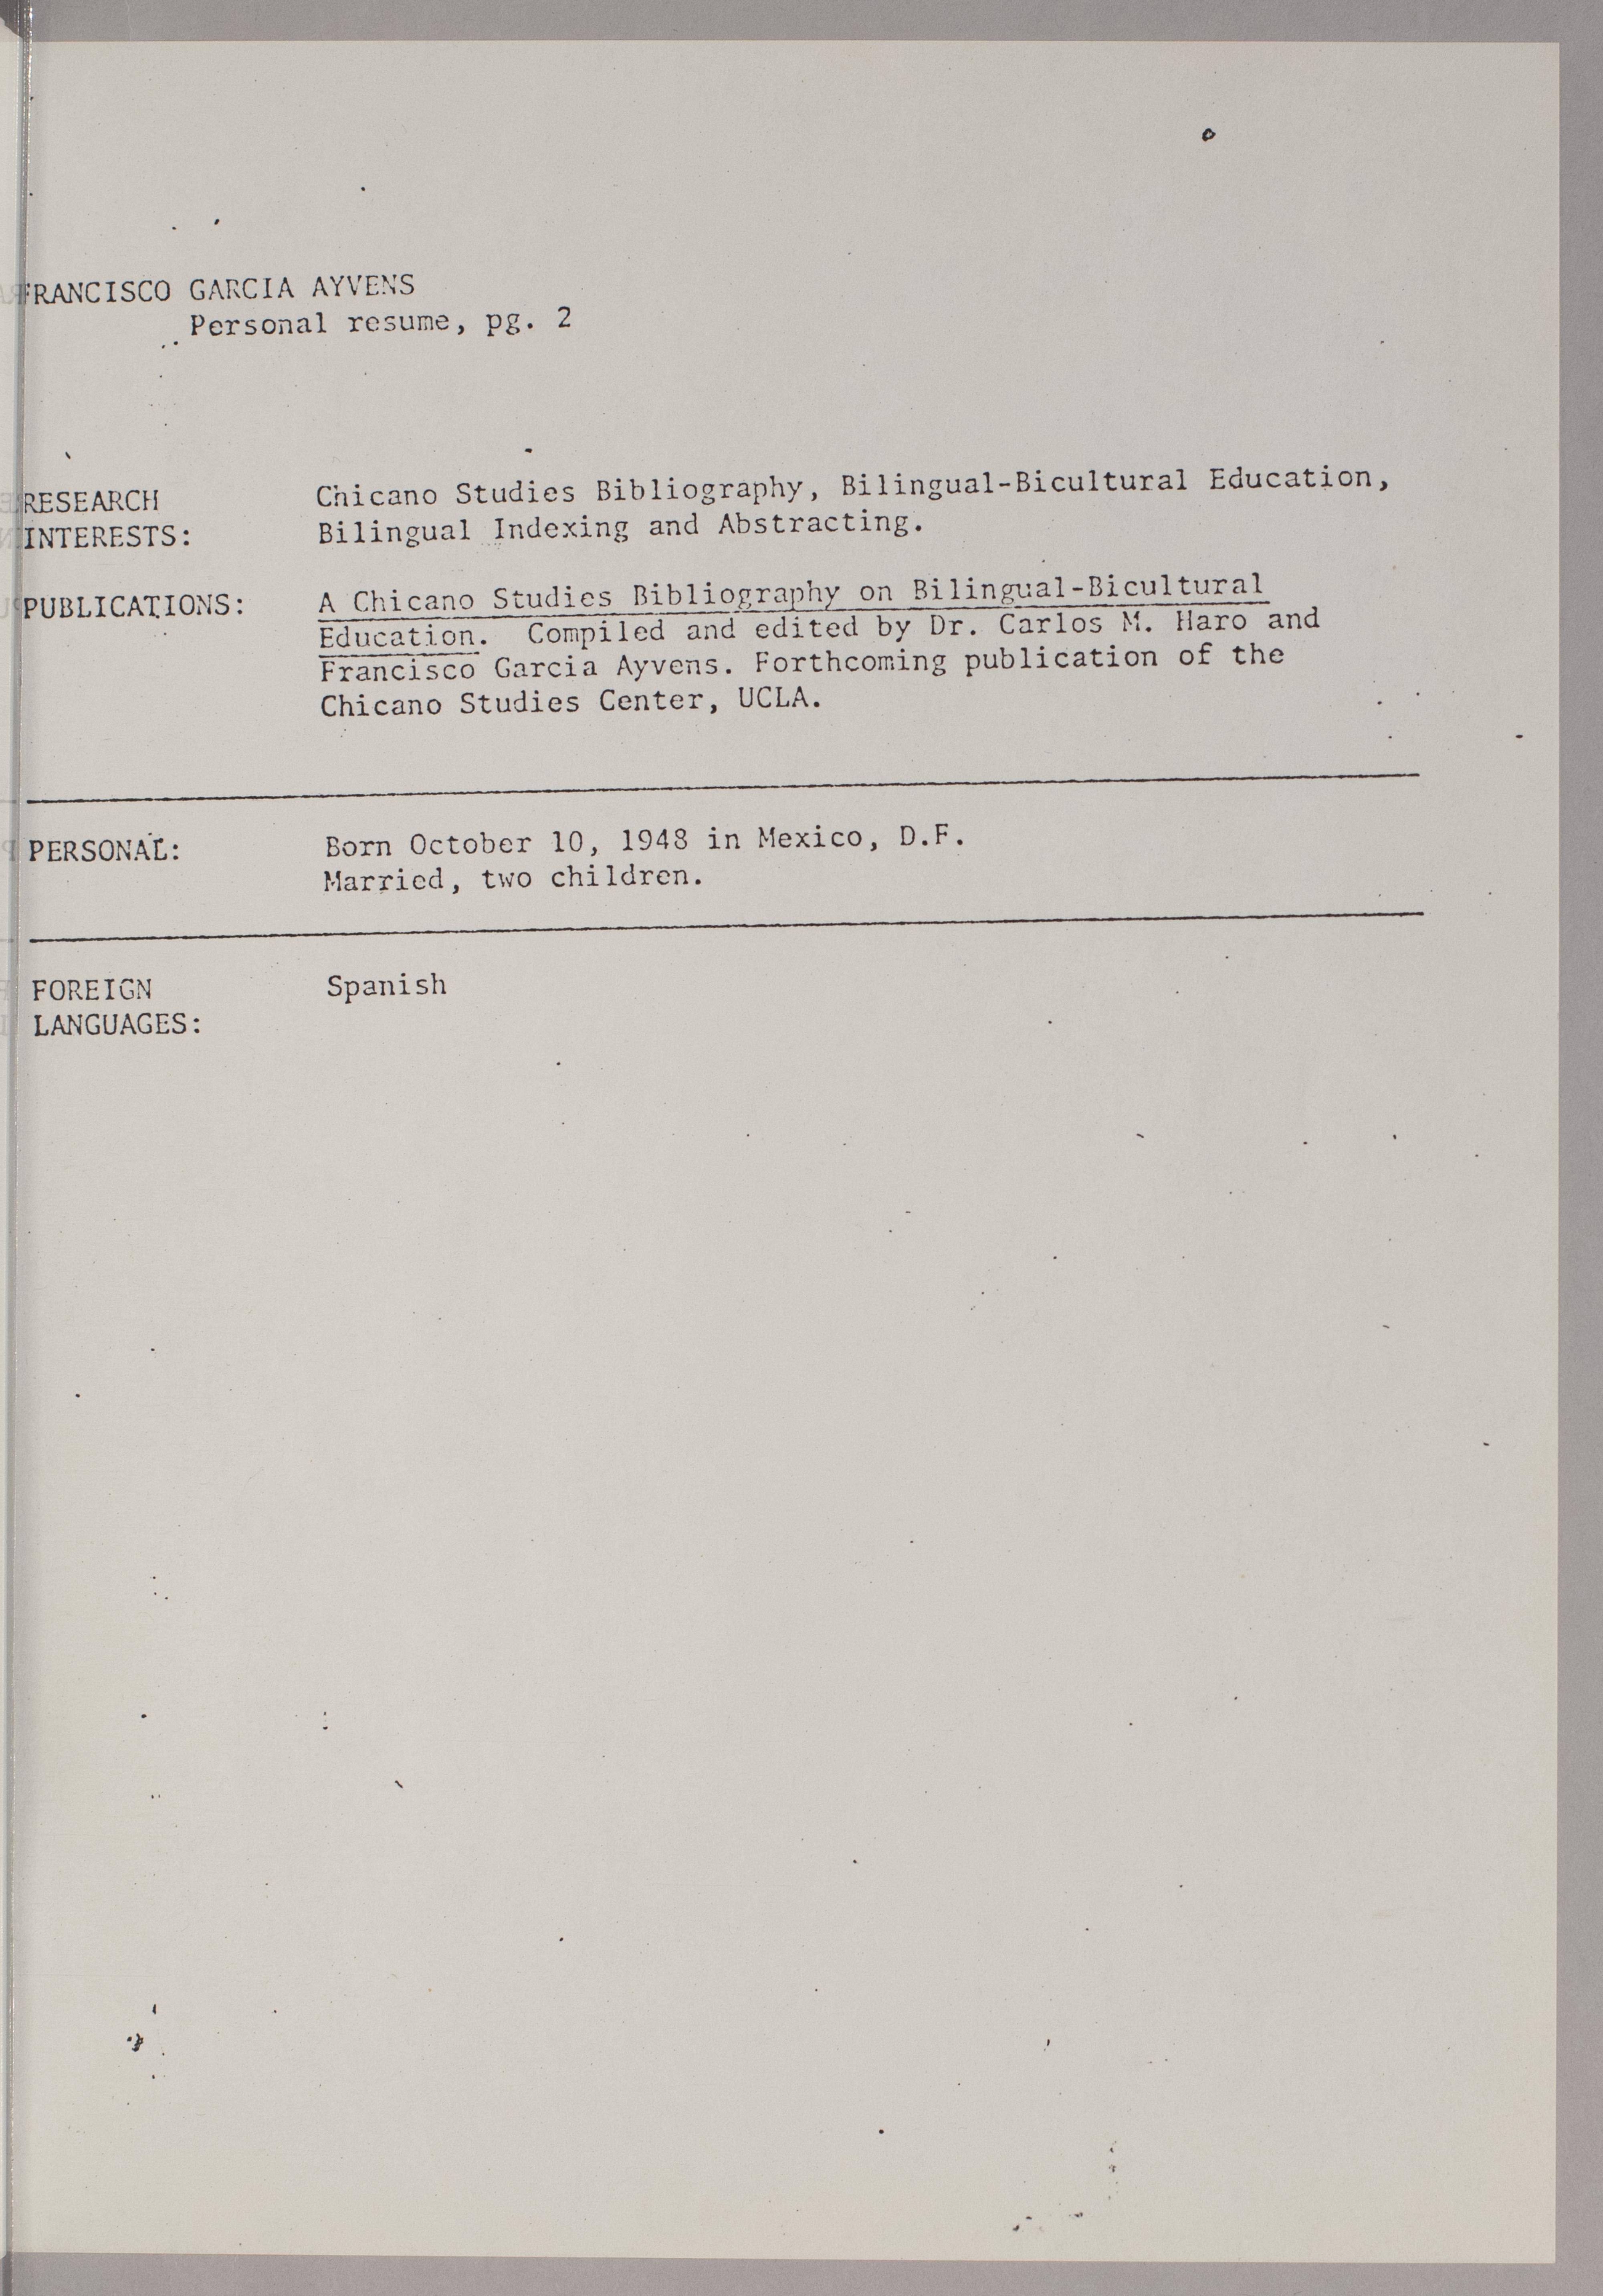 FRANCISCO GARCIA AYVENS
Personal resume, pg. 2
RESEARCH INTERESTS: Chicano Studies Bibliography, Bilingual-Bicultural Education,
Bilingual Indexing and Abstracting.
PUBLICATIONS: A Chicano Studies Bibliography on Bilingual-Bicultural
Education. Compiled and edited by Dr. Carlos M. Haro and
Francisco Garcia Ayvens. Forthcoming publication of the
Chicano Studies Center, UCLA.
PERSONAL: Born October 10, 1948 in Mexico, D.F.
Married, two children.
FOREIGN LANGUAGES: Spanish